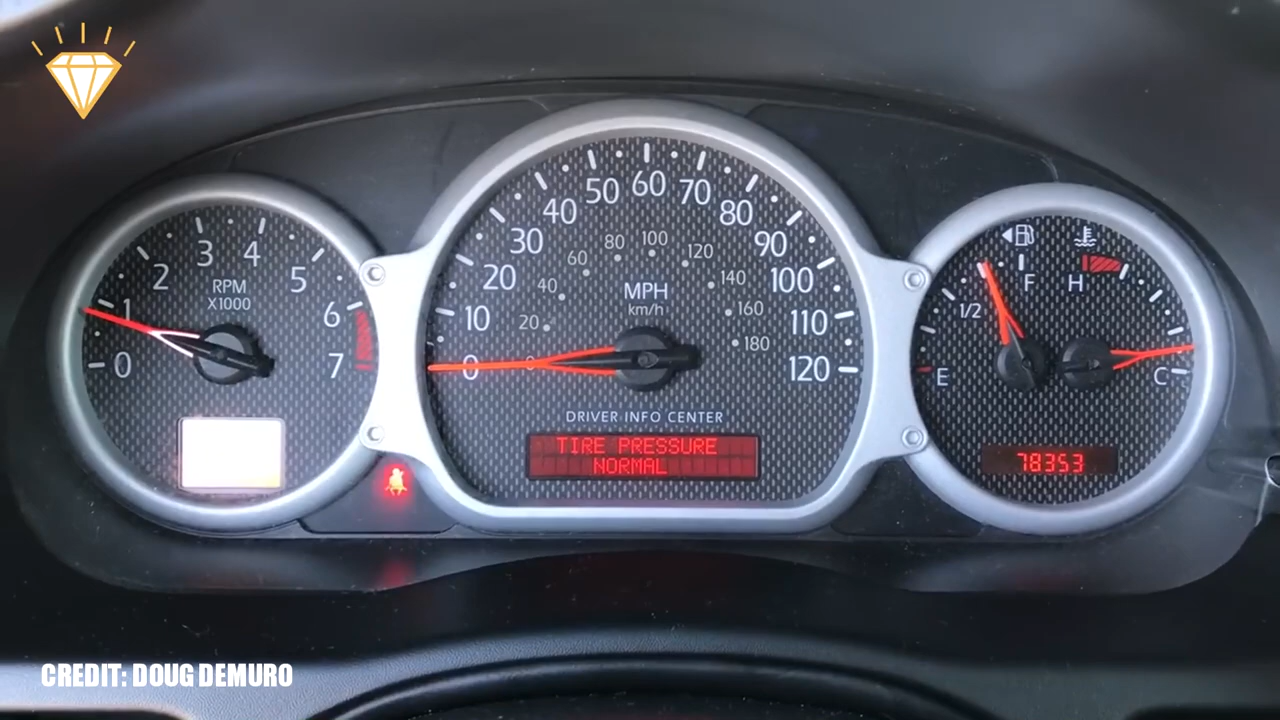 0
1
2
3
4
5
6
7
RPM
X1000
0
10
20
30
40
50
60
70
80
90
100
110
120
20
40
60
80
100
120
140
160
180
MPH
km/h
DRIVER INFO CENTER
TIRE PRESSURE
NORMAL
E
1/2
F
H
C
78353
CREDIT: DOUG DEMURO